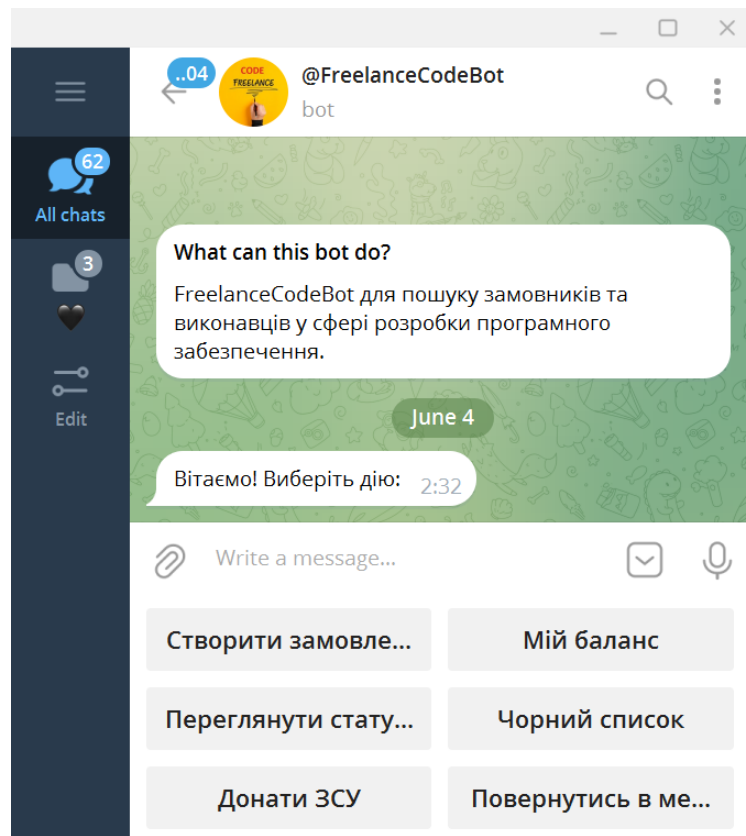 ..04
CODE
FREELANCE
@FreelanceCodeBot
bot
62
All chats
3
Edit
What can this bot do?
FreelanceCodeBot для пошуку замовників та
виконавців у сфері розробки програмного
забезпечення.
June 4
Вітаємо! Виберіть дію: 2:32
Write a message...
Створити замовле... Мій баланс
Переглянути стату... Чорний список
Донати ЗСУ Повернутись в ме...